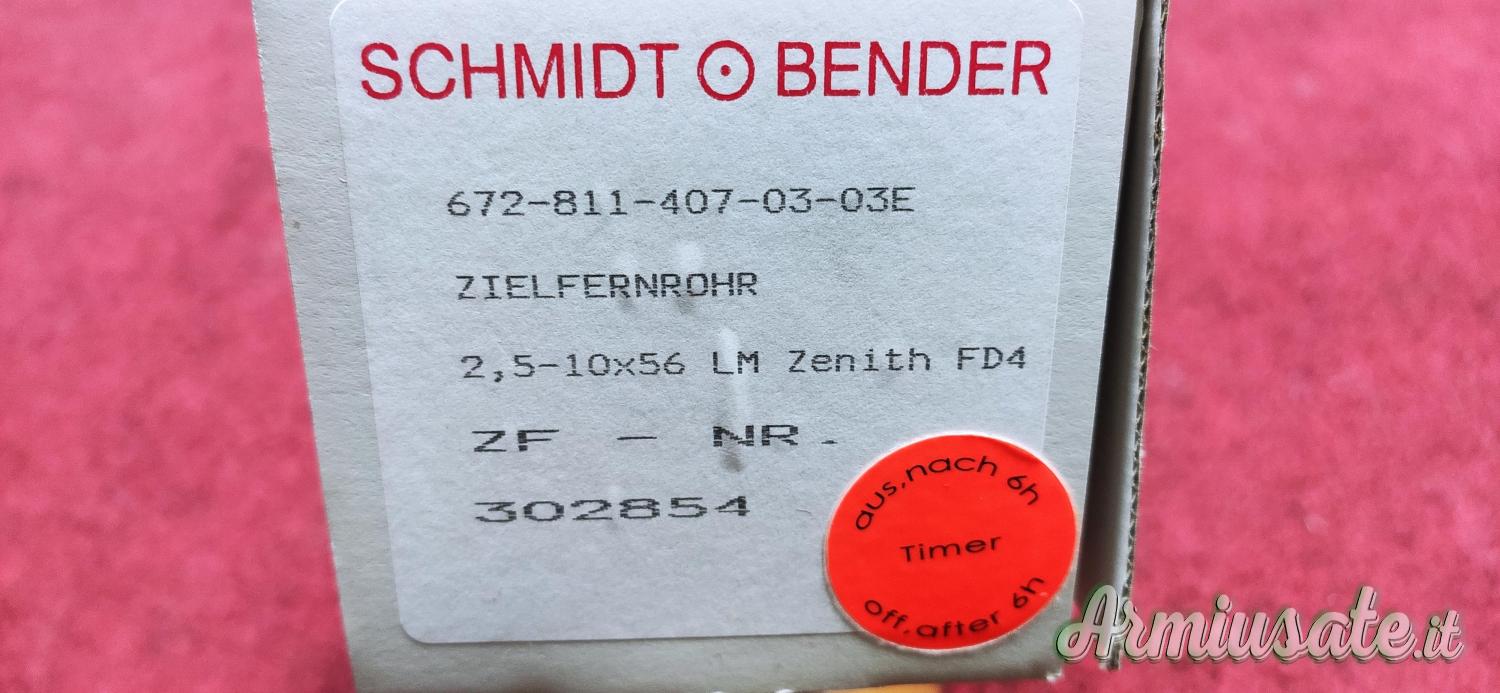 SCHMIDT BENDER
672-811-407-03-03E
ZIELFERNROHR
2,5-10x56 LM Zenith FD4
ZF - NR.
302854
aus,nach 6h
Timer
off,after 6h
Armiusate.it